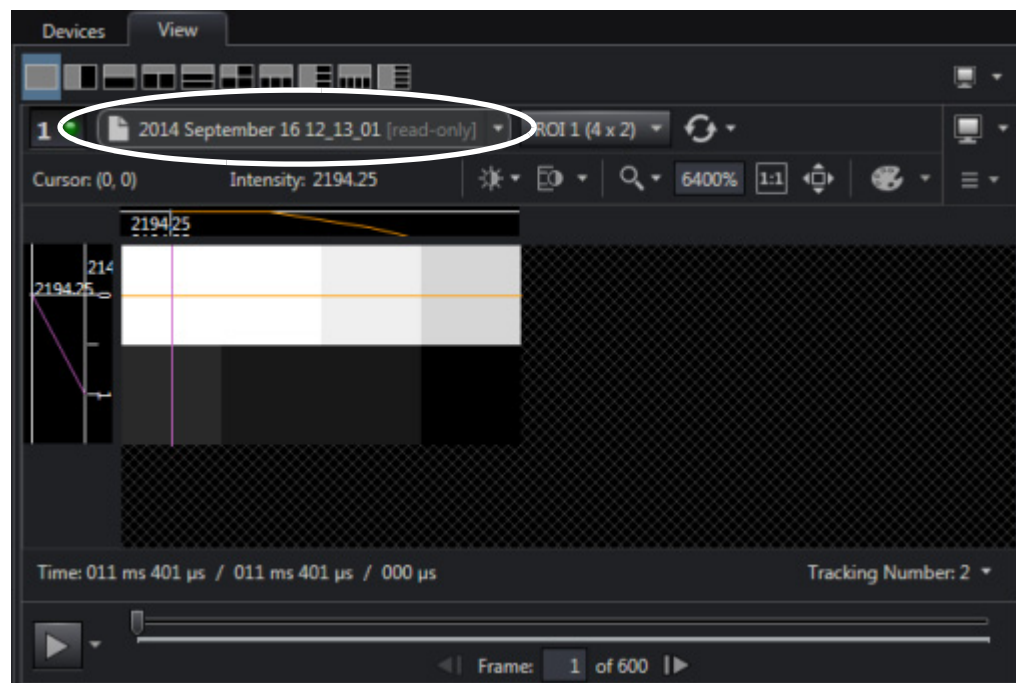 Devices View
1 2014 September 16 12_13_01 [read-only] ROI 1 (4 x 2)
Cursor: (0, 0) Intensity: 2194.25 6400% 1:1
2194.25
214
2194.25
0
1
Time: 011 ms 401 µs / 011 ms 401 µs / 000 µs Tracking Number: 2
Frame: 1 of 600